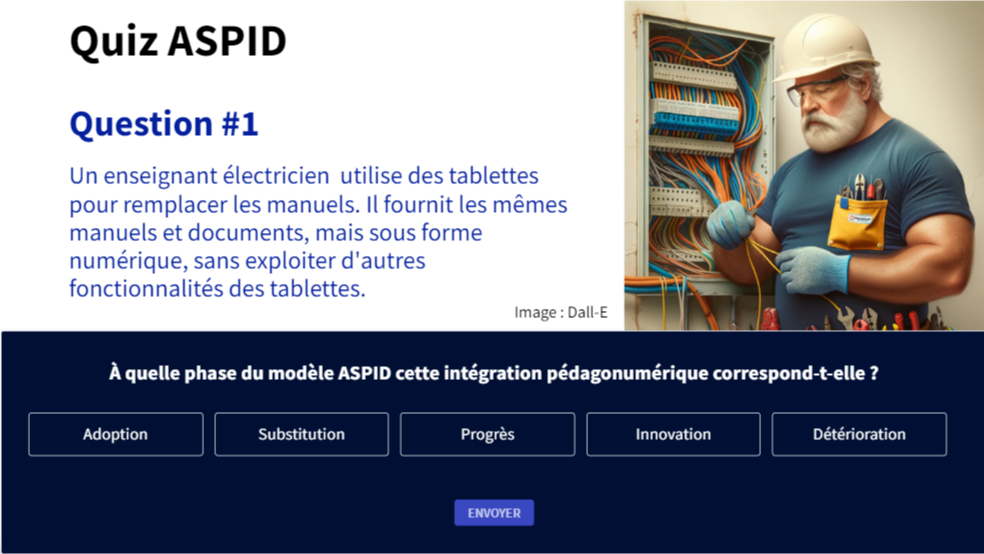 Quiz ASPID
Question #1
Un enseignant électricien  utilise des tablettes
pour remplacer les manuels. Il fournit les mêmes
manuels et documents, mais sous forme
numérique, sans exploiter d'autres
fonctionnalités des tablettes.
Image : Dall-E
À quelle phase du modèle ASPID cette intégration pédagonumérique correspond-t-elle ?
Adoption
Substitution
Progrès
Innovation
Détérioration
ENVOYER